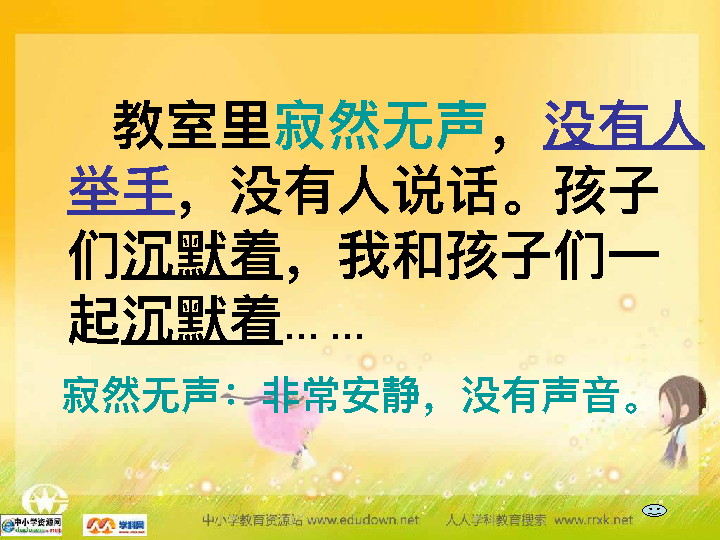 教室里寂然无声，没有人
举手，没有人说话。孩子
们沉默着，我和孩子们一
起沉默着... ...
寂然无声：非常安静，没有声音。
中小学资源网
学科网
中小学教育资源站 www.edudown.net 人人学科教育搜索 www.rrxk.net